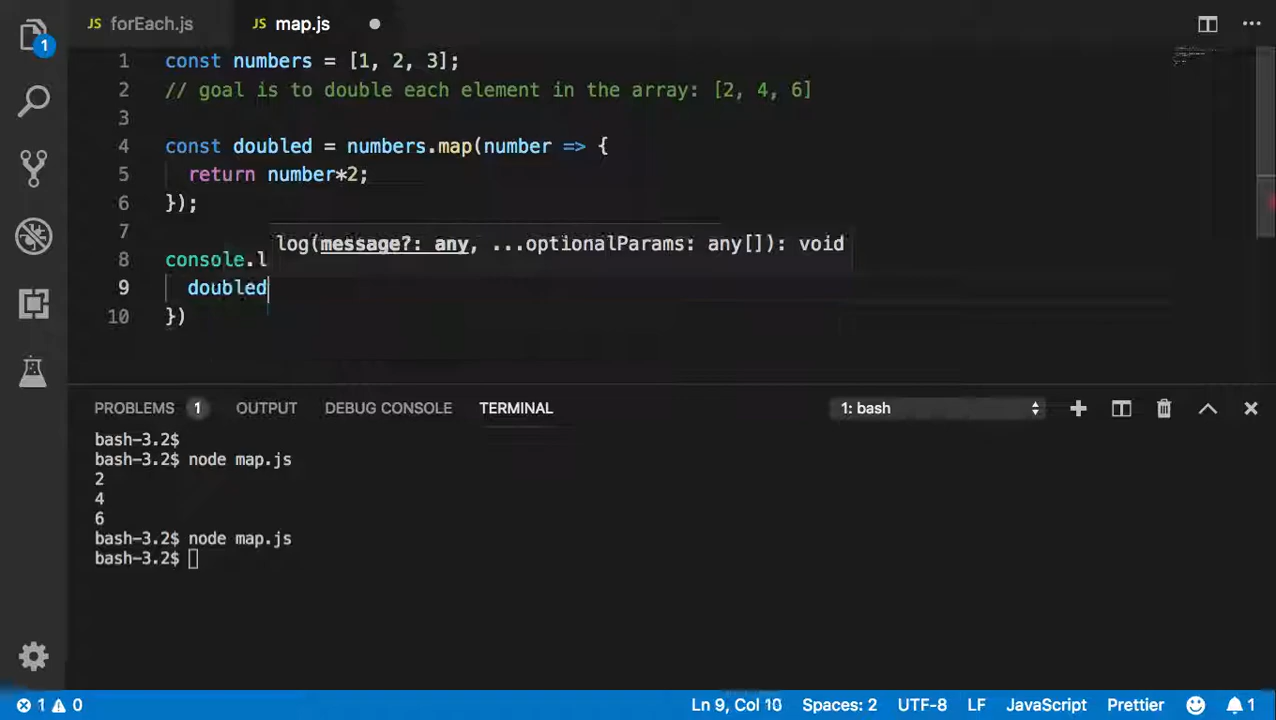 JS forEach.js JS map.js
1
1 const numbers = [1, 2, 3];
2 // goal is to double each element in the array: [2, 4, 6]
3
4 const doubled = numbers.map(number => {
5 return number*2;
6 });
7
log(message?: any, ...optionalParams: any[]): void
8 console.l
9 doubled
10 })
PROBLEMS 1 OUTPUT DEBUG CONSOLE TERMINAL 1: bash
bash-3.2$
bash-3.2$ node map.js
2
4
6
bash-3.2$ node map.js
bash-3.2$
1 0 Ln 9, Col 10 Spaces: 2 UTF-8 LF JavaScript Prettier 1